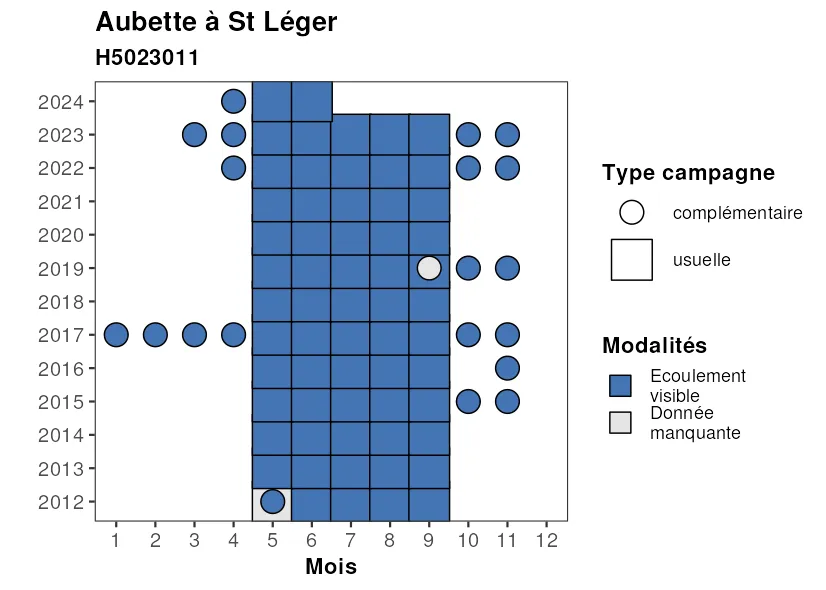 Aubette à St Léger
H5023011
2024
2023
2022
2021
2020
2019
2018
2017
2016
2015
2014
2013
2012
1 2 3 4 5 6 7 8 9 10 11 12
Mois
Type campagne
complémentaire
usuelle
Modalités
Ecoulement
visible
Donnée
manquante